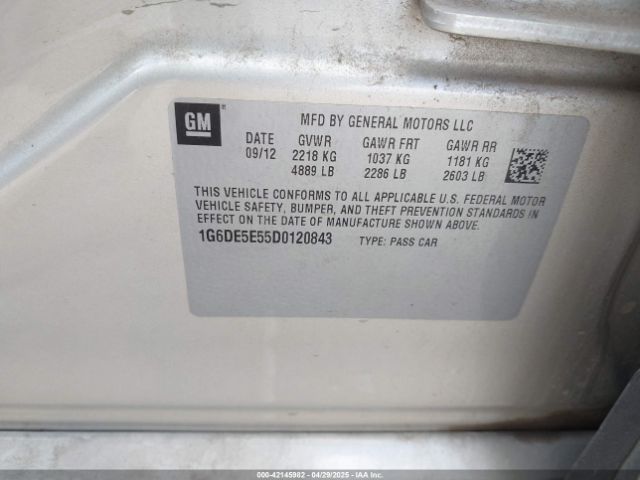 GM
MFD BY GENERAL MOTORS LLC
DATE GVWR GAWR FRT GAWR RR
09/12 2218 KG 1037 KG 1181 KG
4889 LB 2286 LB 2603 LB
THIS VEHICLE CONFORMS TO ALL APPLICABLE U.S. FEDERAL MOTOR
VEHICLE SAFETY, BUMPER, AND THEFT PREVENTION STANDARDS IN
EFFECT ON THE DATE OF MANUFACTURE SHOWN ABOVE.
1G6DE5E55D0120843 TYPE: PASS CAR
000-42145982 - 04/29/2025 - IAA, Inc.